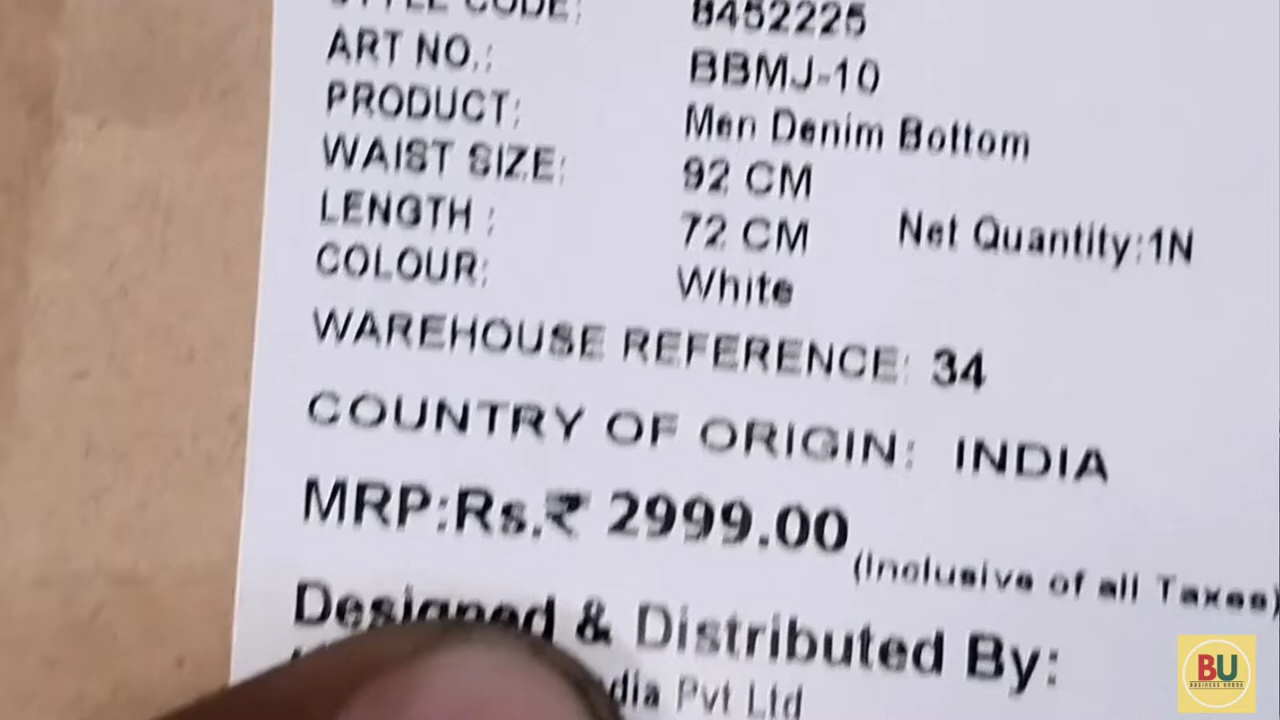 STYLE CODE: 8452225
ART NO.: BBMJ-10
PRODUCT: Men Denim Bottom
WAIST SIZE: 92 CM
LENGTH : 72 CM Net Quantity:1N
COLOUR: White
WAREHOUSE REFERENCE: 34
COUNTRY OF ORIGIN: INDIA
MRP:Rs.₹ 2999.00
(Inclusive of all Taxes)
Designed & Distributed By:
Pvt Ltd
BU